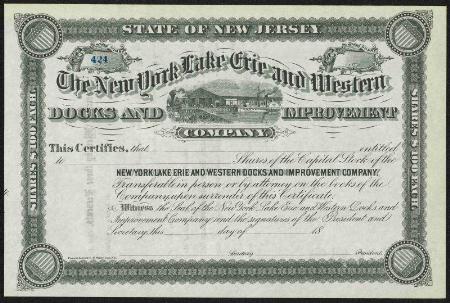 STATE OF NEW JERSEY
424
The New York Lake Erie and Western
DOCKS AND IMPROVEMENT
COMPANY
SHARES $100 EACH.
SHARES $100 EACH.
This Certifies, that entitled
to Shares of the Capital Stock of the
NEW YORK LAKE ERIE AND WESTERN DOCKS AND IMPROVEMENT COMPANY,
Transferable in person or by attorney on the books of the
Company upon surrender of this Certificate.
In Witness the Seal of the New York Lake Erie and Western Docks and
Improvement Company and the signatures of the President and
Secretary this day of 18
Secretary President